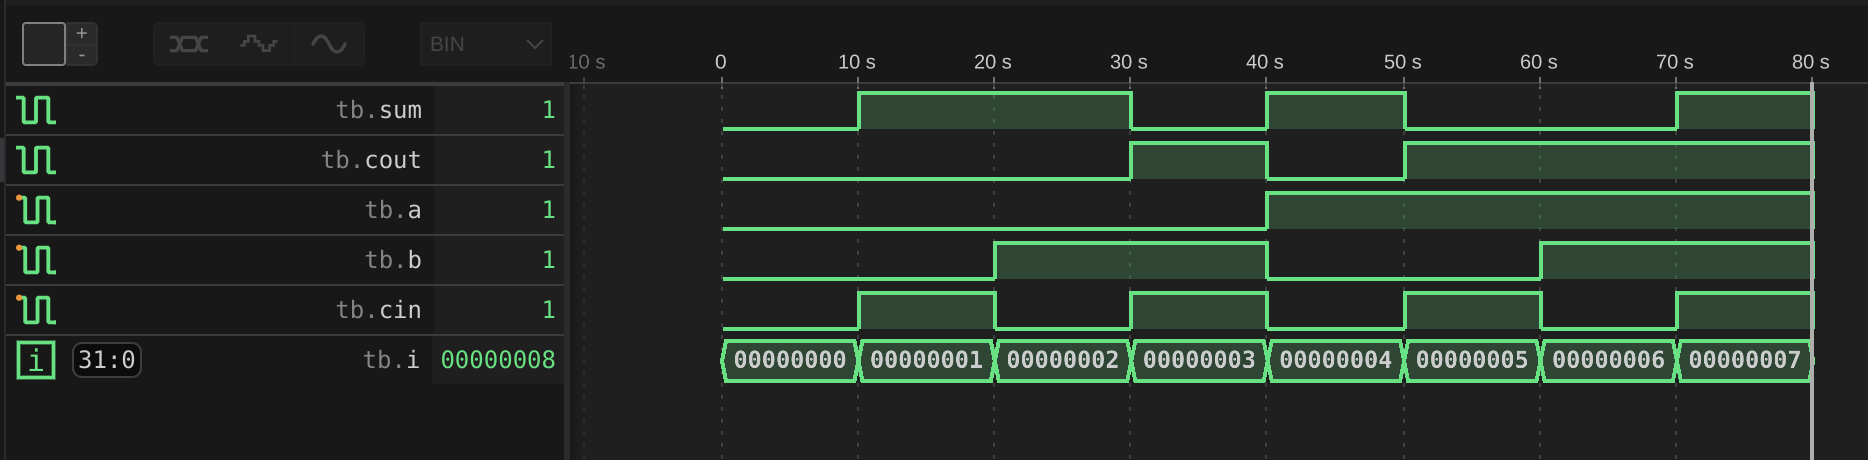 +
-
BIN
10 s 0 10 s 20 s 30 s 40 s 50 s 60 s 70 s 80 s
tb.sum 1
tb.cout 1
tb.a 1
tb.b 1
tb.cin 1
i 31:0 tb.i 00000008 00000000 00000001 00000002 00000003 00000004 00000005 00000006 00000007